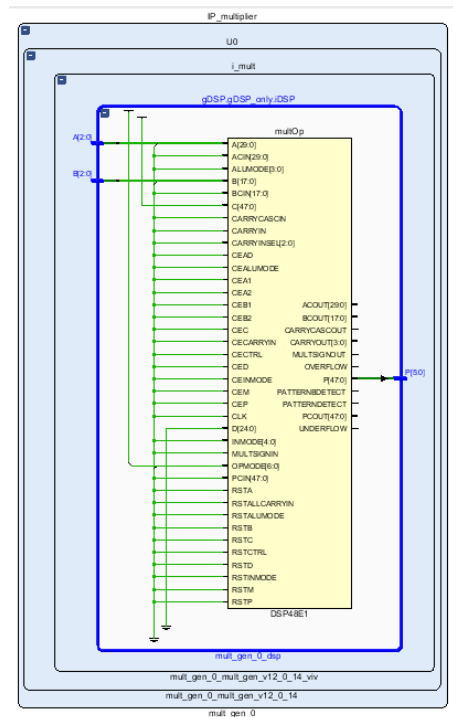 IP_multiplier
U0
i_mult
gDSP.gDSP_only.iDSP
multOp
A[2:0]
A[29:0]
ACIN[29:0]
ALUMODE[3:0]
B[2:0]
B[17:0]
BCIN[17:0]
C[47:0]
CARRYCASCIN
CARRYIN
CARRYINSEL[2:0]
CEAD
CEALUMODE
CEA1
CEA2
CEB1
ACOUT[29:0]
CEB2
BCOUT[17:0]
CEC
CARRYCASCOUT
CECARRYIN
CARRYOUT[3:0]
CECTRL
MULTSIGNOUT
CED
OVERFLOW
CEINMODE
P[47:0]
P[5:0]
CEM
PATTERNBDETECT
CEP
PATTERNDETECT
CLK
PCOUT[47:0]
D[24:0]
UNDERFLOW
INMODE[4:0]
MULTSIGNIN
OPMODE[6:0]
PCIN[47:0]
RSTA
RSTALLCARRYIN
RSTALUMODE
RSTB
RSTC
RSTCTRL
RSTD
RSTINMODE
RSTM
RSTP
DSP48E1
mult_gen_0_dsp
mult_gen_0_mult_gen_v12_0_14_viv
mult_gen_0_mult_gen_v12_0_14
mult_gen_0